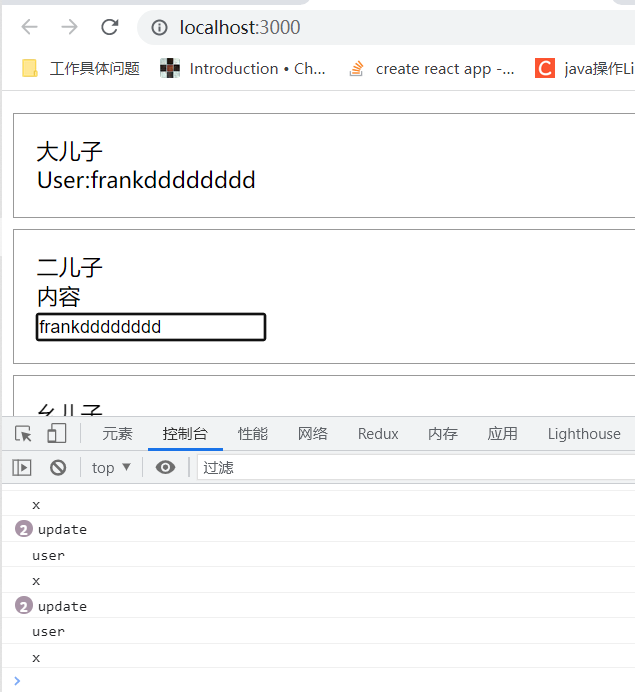 localhost:3000
工作具体问题
Introduction • Ch...
create react app -...
C
java操作Li
大儿子
User:frankdddddddd
二儿子
内容
frankdddddddd
元素
控制台
性能
网络
Redux
内存
应用
Lighthouse
top
过滤
x
2 update
user
x
2 update
user
x